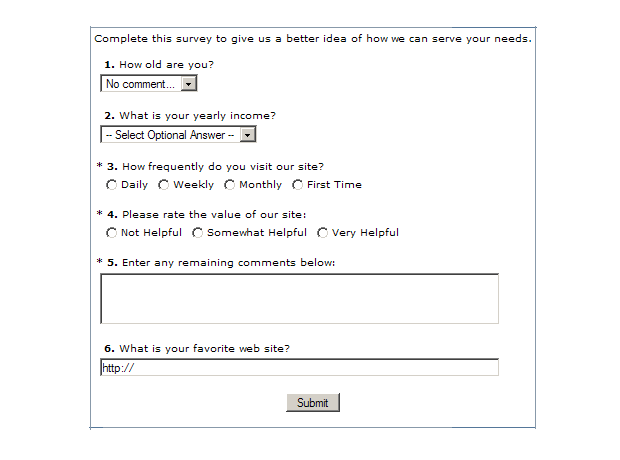 Complete this survey to give us a better idea of how we can serve your needs.
1. How old are you?
No comment...
2. What is your yearly income?
-- Select Optional Answer --
* 3. How frequently do you visit our site?
Daily Weekly Monthly First Time
* 4. Please rate the value of our site:
Not Helpful Somewhat Helpful Very Helpful
* 5. Enter any remaining comments below:
6. What is your favorite web site?
http://
Submit